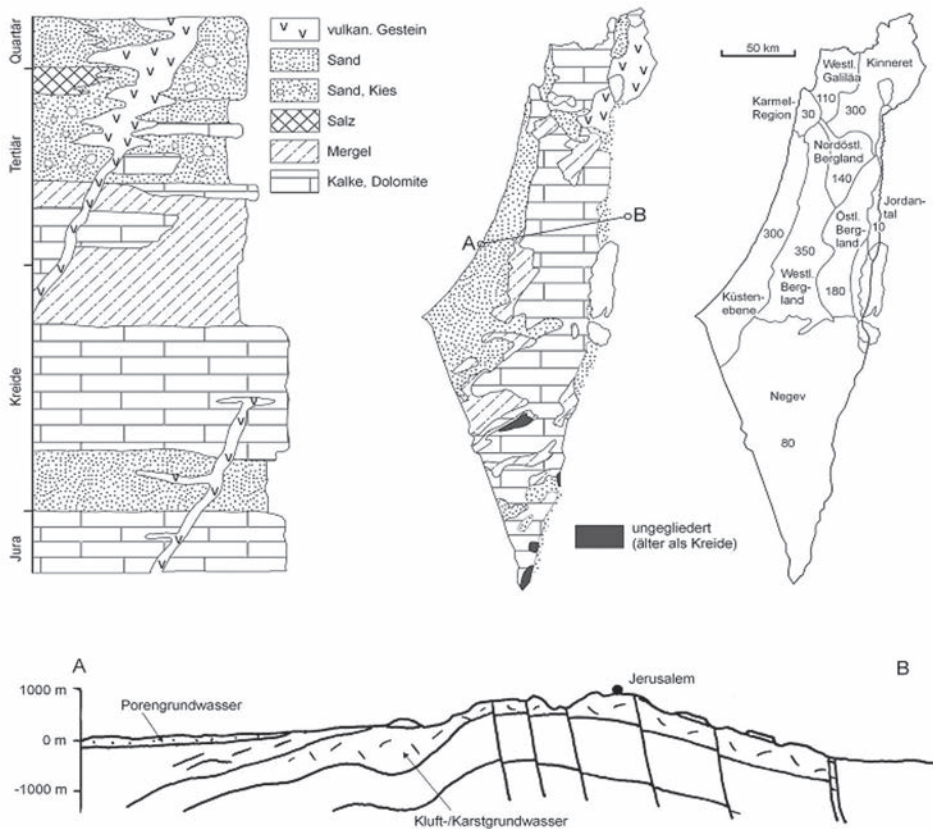 Quartär
Tertiär
Kreide
Jura
vulkan. Gestein
Sand
Sand, Kies
Salz
Mergel
Kalke, Dolomite
A
B
ungegliedert
(älter als Kreide)
50 km
Westl.
Galiläa
Kinneret
Karmel-
Region
110
30
300
Nordöstl.
Bergland
140
Jordan-
tal
10
Östl.
Berg-
land
300
350
Westl.
Berg-
land
180
Küsten-
ebene
Negev
80
A
B
1000 m
0 m
-1000 m
Porengrundwasser
Jerusalem
Kluft-/Karstgrundwasser